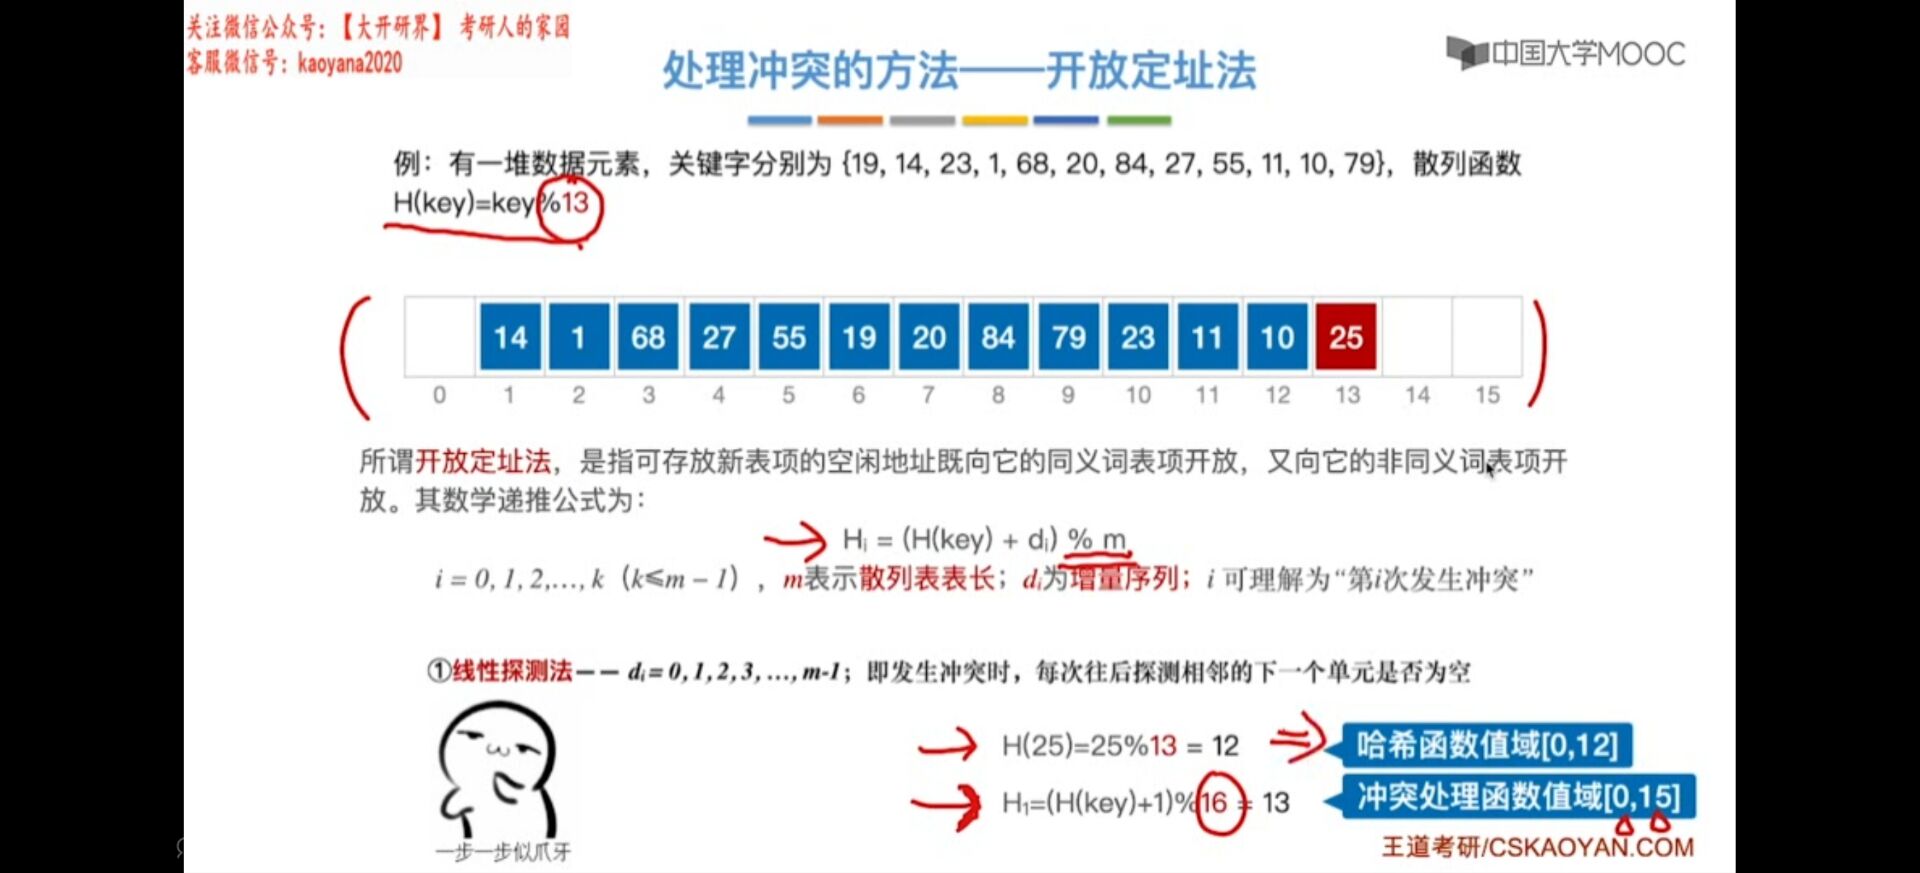 关注微信公众号：【大开研界】 考研人的家园
客服微信号：kaoyana2020
中国大学MOOC
处理冲突的方法——开放定址法
例：有一堆数据元素，关键字分别为 {19, 14, 23, 1, 68, 20, 84, 27, 55, 11, 10, 79}，散列函数
H(key)=key%13
14 1 68 27 55 19 20 84 79 23 11 10 25
0 1 2 3 4 5 6 7 8 9 10 11 12 13 14 15
所谓开放定址法，是指可存放新表项的空闲地址既向它的同义词表项开放，又向它的非同义词表项开
放。其数学递推公式为：
Hᵢ = (H(key) + dᵢ) % m
i = 0, 1, 2,…, k（k≤m – 1），m表示散列表表长；dᵢ为增量序列；i 可理解为“第i次发生冲突”
①线性探测法—— dᵢ = 0, 1, 2, 3, …, m-1；即发生冲突时，每次往后探测相邻的下一个单元是否为空
H(25)=25%13 = 12
哈希函数值域[0,12]
H₁=(H(key)+1)%16 = 13
冲突处理函数值域[0,15]
一步一步似爪牙
王道考研/CSKAOYAN.COM